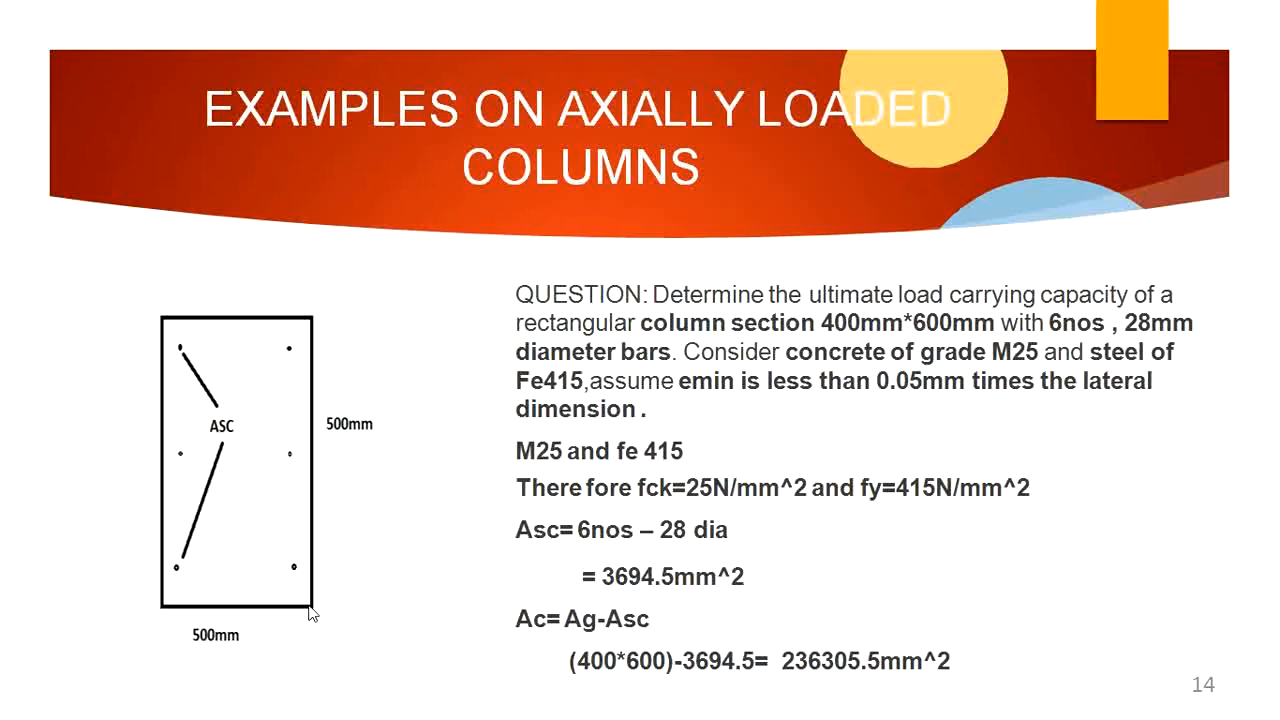 EXAMPLES ON AXIALLY LOADED
COLUMNS
ASC
500mm
500mm
QUESTION: Determine the ultimate load carrying capacity of a
rectangular column section 400mm*600mm with 6nos , 28mm
diameter bars. Consider concrete of grade M25 and steel of
Fe415,assume emin is less than 0.05mm times the lateral
dimension .
M25 and fe 415
There fore fck=25N/mm^2 and fy=415N/mm^2
Asc= 6nos – 28 dia
= 3694.5mm^2
Ac= Ag-Asc
(400*600)-3694.5= 236305.5mm^2
14